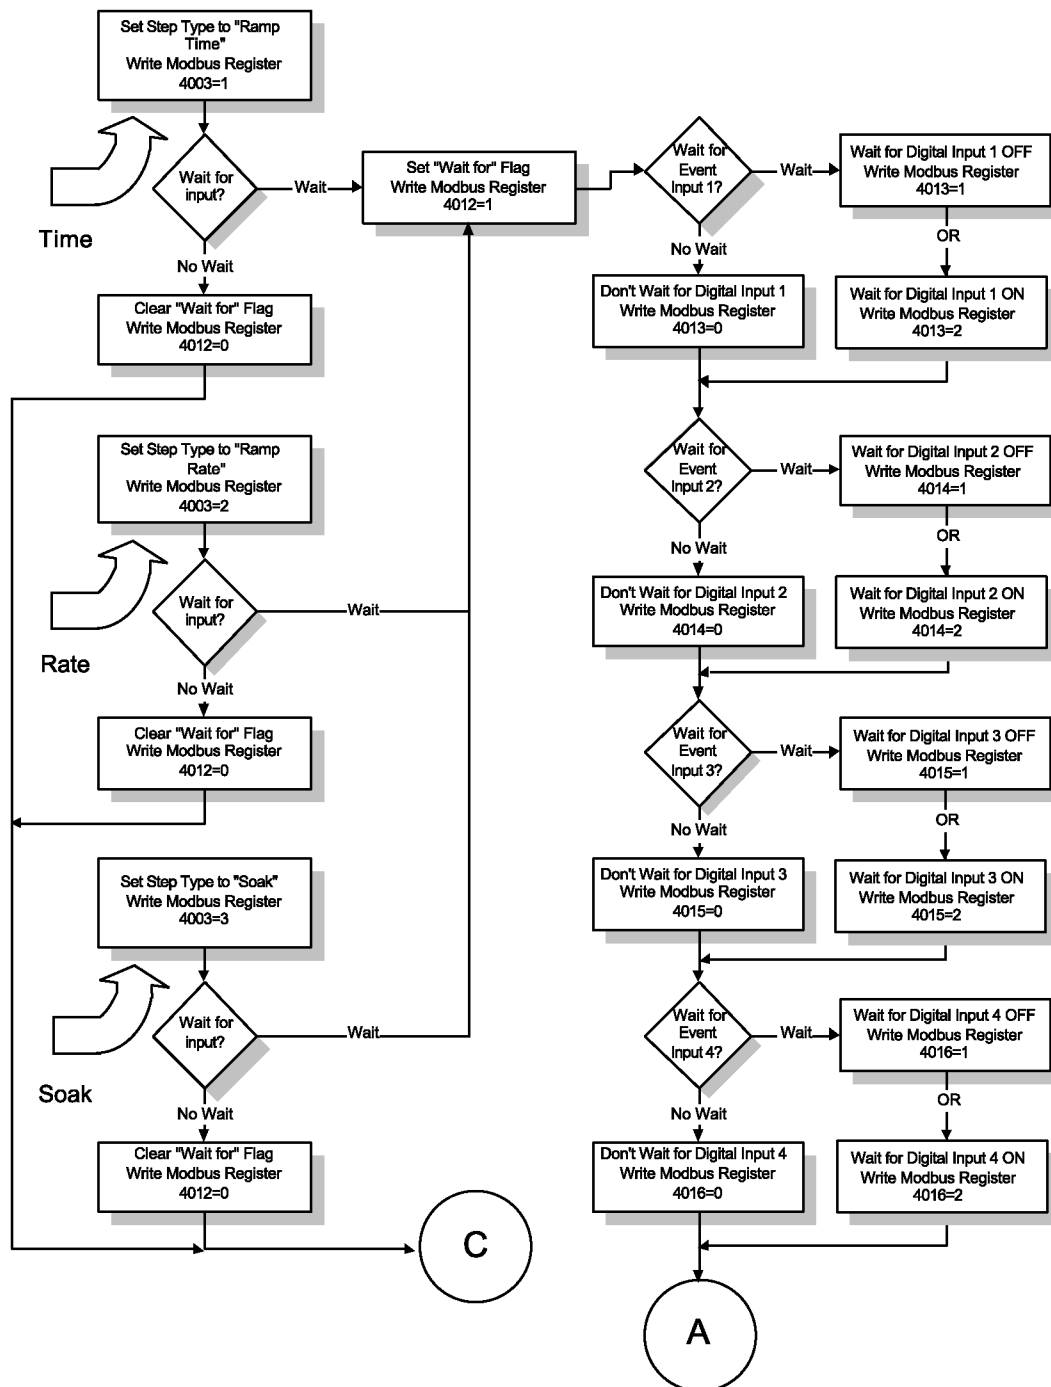 Set Step Type to "Ramp
Time"
Write Modbus Register
4003=1
Wait for
input?
Wait
Time
No Wait
Clear "Wait for" Flag
Write Modbus Register
4012=0
Set "Wait for" Flag
Write Modbus Register
4012=1
Set Step Type to "Ramp
Rate"
Write Modbus Register
4003=2
Wait for
input?
Wait
Rate
No Wait
Clear "Wait for" Flag
Write Modbus Register
4012=0
Set Step Type to "Soak"
Write Modbus Register
4003=3
Wait for
input?
Wait
Soak
No Wait
Clear "Wait for" Flag
Write Modbus Register
4012=0
C
Wait for
Event
Input 1?
Wait
Wait for Digital Input 1 OFF
Write Modbus Register
4013=1
OR
No Wait
Don't Wait for Digital Input 1
Write Modbus Register
4013=0
Wait for Digital Input 1 ON
Write Modbus Register
4013=2
Wait for
Event
Input 2?
Wait
Wait for Digital Input 2 OFF
Write Modbus Register
4014=1
OR
No Wait
Don't Wait for Digital Input 2
Write Modbus Register
4014=0
Wait for Digital Input 2 ON
Write Modbus Register
4014=2
Wait for
Event
Input 3?
Wait
Wait for Digital Input 3 OFF
Write Modbus Register
4015=1
OR
No Wait
Don't Wait for Digital Input 3
Write Modbus Register
4015=0
Wait for Digital Input 3 ON
Write Modbus Register
4015=2
Wait for
Event
Input 4?
Wait
Wait for Digital Input 4 OFF
Write Modbus Register
4016=1
OR
No Wait
Don't Wait for Digital Input 4
Write Modbus Register
4016=0
Wait for Digital Input 4 ON
Write Modbus Register
4016=2
A